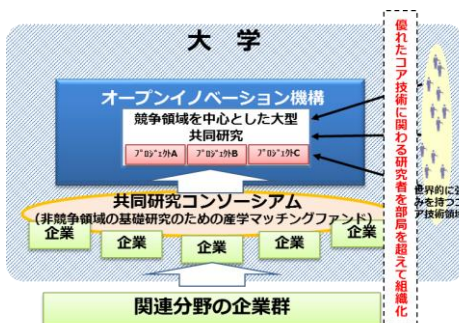 大 学
オープンイノベーション機構
競争領域を中心とした大型
共同研究
プロジェクトA
プロジェクトB
プロジェクトC
共同研究コンソーシアム
(非競争領域の基礎研究のための産学マッチングファンド)
企業
企業
企業
企業
企業
関連分野の企業群
優れたコア技術に関わる研究者を部局を超えて組織化
世界的に強
みを持つコ
ア技術領域